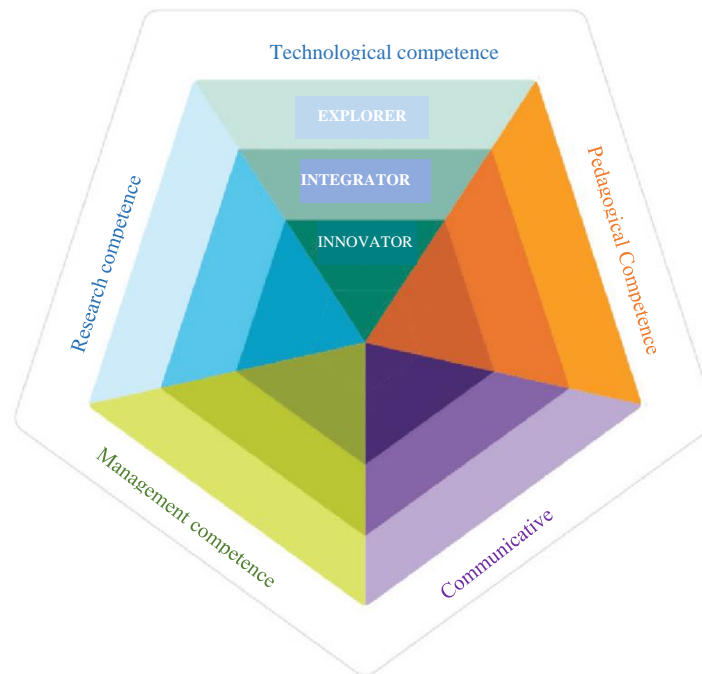 Technological competence
EXPLORER
INTEGRATOR
INNOVATOR
Research competence
Pedagogical Competence
Management competence
Communicative